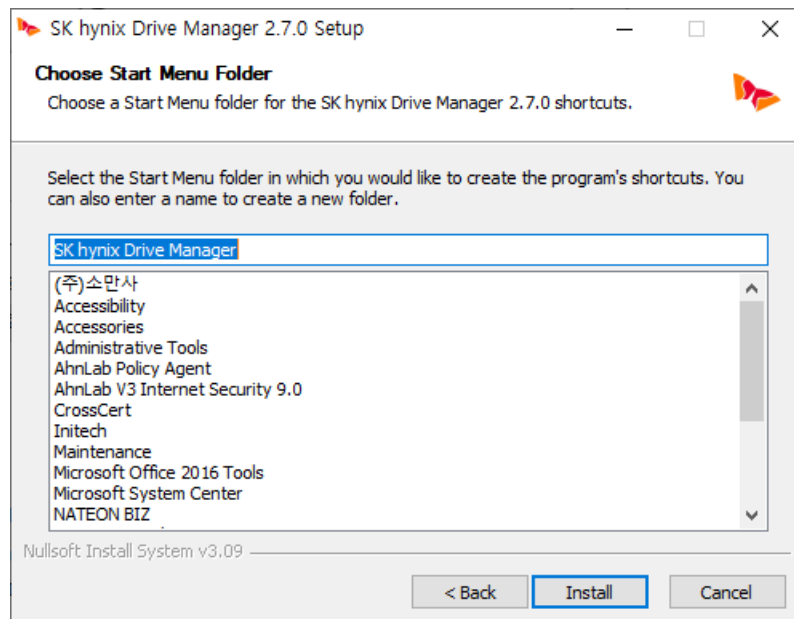 SK hynix Drive Manager 2.7.0 Setup
Choose Start Menu Folder
Choose a Start Menu folder for the SK hynix Drive Manager 2.7.0 shortcuts.
Select the Start Menu folder in which you would like to create the program's shortcuts. You
can also enter a name to create a new folder.
SK hynix Drive Manager
(주)소만사
Accessibility
Accessories
Administrative Tools
AhnLab Policy Agent
AhnLab V3 Internet Security 9.0
CrossCert
Initech
Maintenance
Microsoft Office 2016 Tools
Microsoft System Center
NATEON BIZ
Nullsoft Install System v3.09
< Back
Install
Cancel